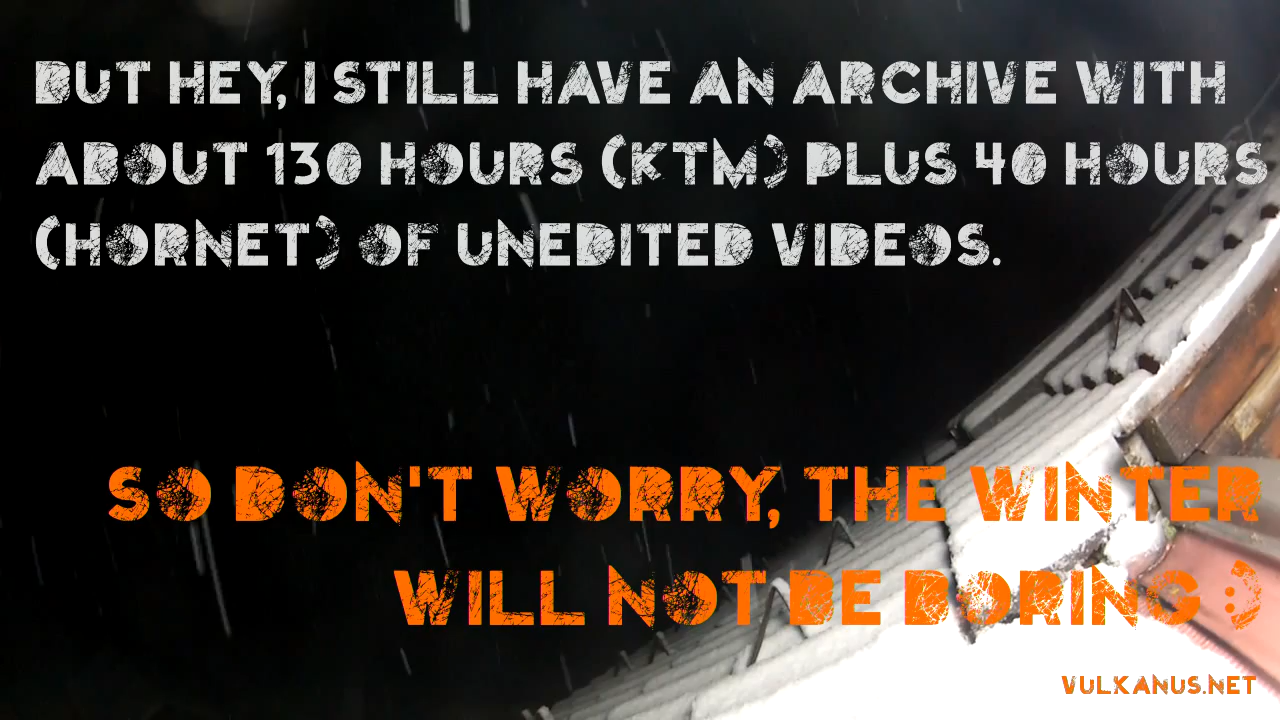 BUT HEY, I STILL HAVE AN ARCHIVE WITH
ABOUT 130 HOURS (KTM) PLUS 40 HOURS
(HORNET) OF UNEDITED VIDEOS.
SO DON'T WORRY, THE WINTER
WILL NOT BE BORING :)
VULKANUS.NET